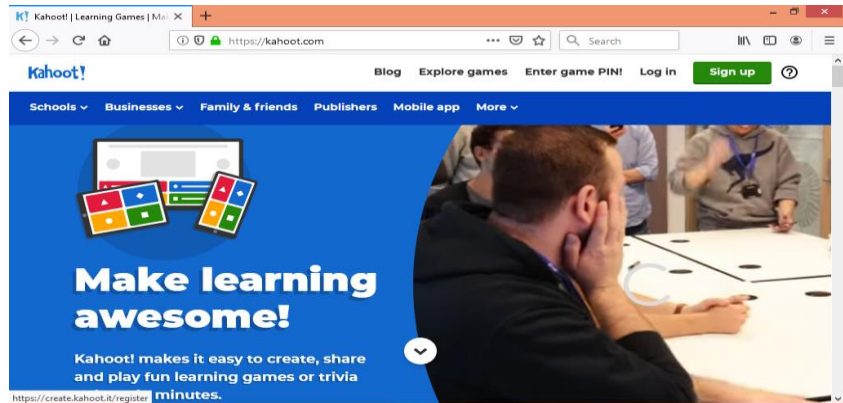 K! Kahoot! | Learning Games | Mal
https://kahoot.com
Search
Kahoot!
Blog Explore games Enter game PIN! Log in Sign up
Schools Businesses Family & friends Publishers Mobile app More
Make learning
awesome!
Kahoot! makes it easy to create, share
and play fun learning games or trivia
minutes.
https://create.kahoot.it/register